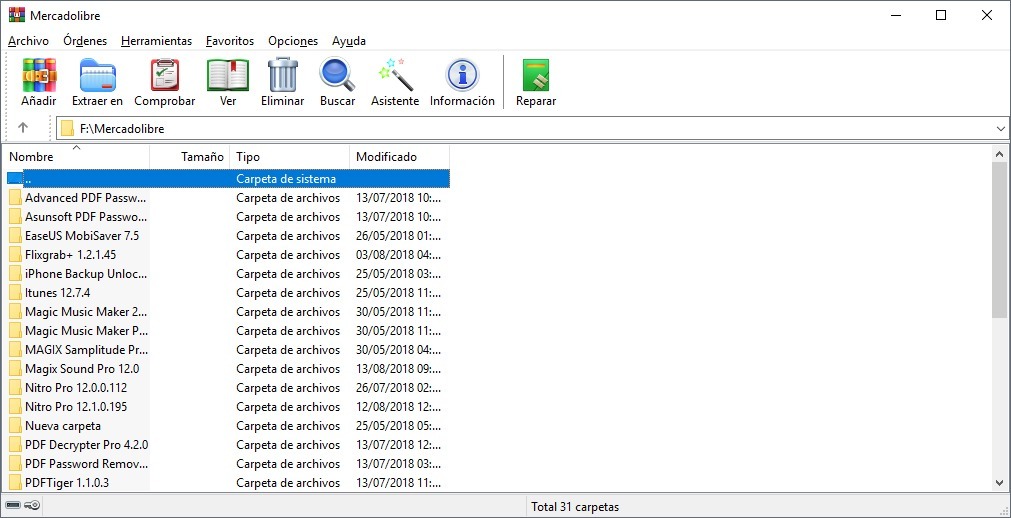 Mercadolibre
Archivo Órdenes Herramientas Favoritos Opciones Ayuda
Añadir Extraer en Comprobar Ver Eliminar Buscar Asistente Información Reparar
F:\Mercadolibre
Nombre Tamaño Tipo Modificado
.. Carpeta de sistema
Advanced PDF Passw... Carpeta de archivos 13/07/2018 10:...
Asunsoft PDF Passwo... Carpeta de archivos 13/07/2018 10:...
EaseUS MobiSaver 7.5 Carpeta de archivos 26/05/2018 01:...
Flixgrab+ 1.2.1.45 Carpeta de archivos 03/08/2018 04:...
iPhone Backup Unloc... Carpeta de archivos 25/05/2018 03:...
Itunes 12.7.4 Carpeta de archivos 25/05/2018 11:...
Magic Music Maker 2... Carpeta de archivos 30/05/2018 11:...
Magic Music Maker P... Carpeta de archivos 30/05/2018 11:...
MAGIX Samplitude Pr... Carpeta de archivos 30/05/2018 04:...
Magix Sound Pro 12.0 Carpeta de archivos 13/08/2018 09:...
Nitro Pro 12.0.0.112 Carpeta de archivos 26/07/2018 02:...
Nitro Pro 12.1.0.195 Carpeta de archivos 12/08/2018 12:...
Nueva carpeta Carpeta de archivos 25/05/2018 05:...
PDF Decrypter Pro 4.2.0 Carpeta de archivos 13/07/2018 12:...
PDF Password Remov... Carpeta de archivos 13/07/2018 03:...
PDFTiger 1.1.0.3 Carpeta de archivos 13/07/2018 11:...
Total 31 carpetas